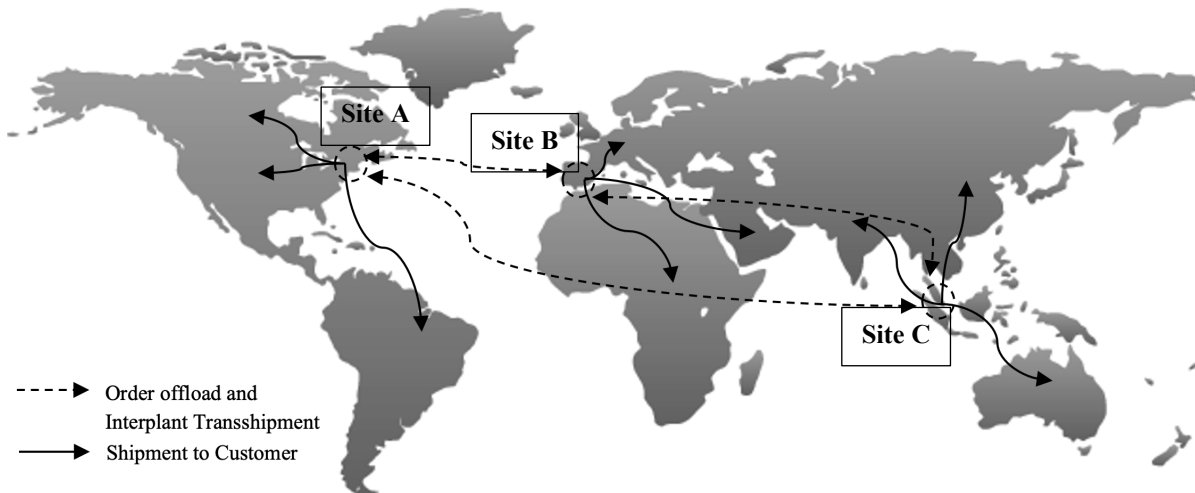 Site A
Site B
Site C
Order offload and
Interplant Transshipment
Shipment to Customer